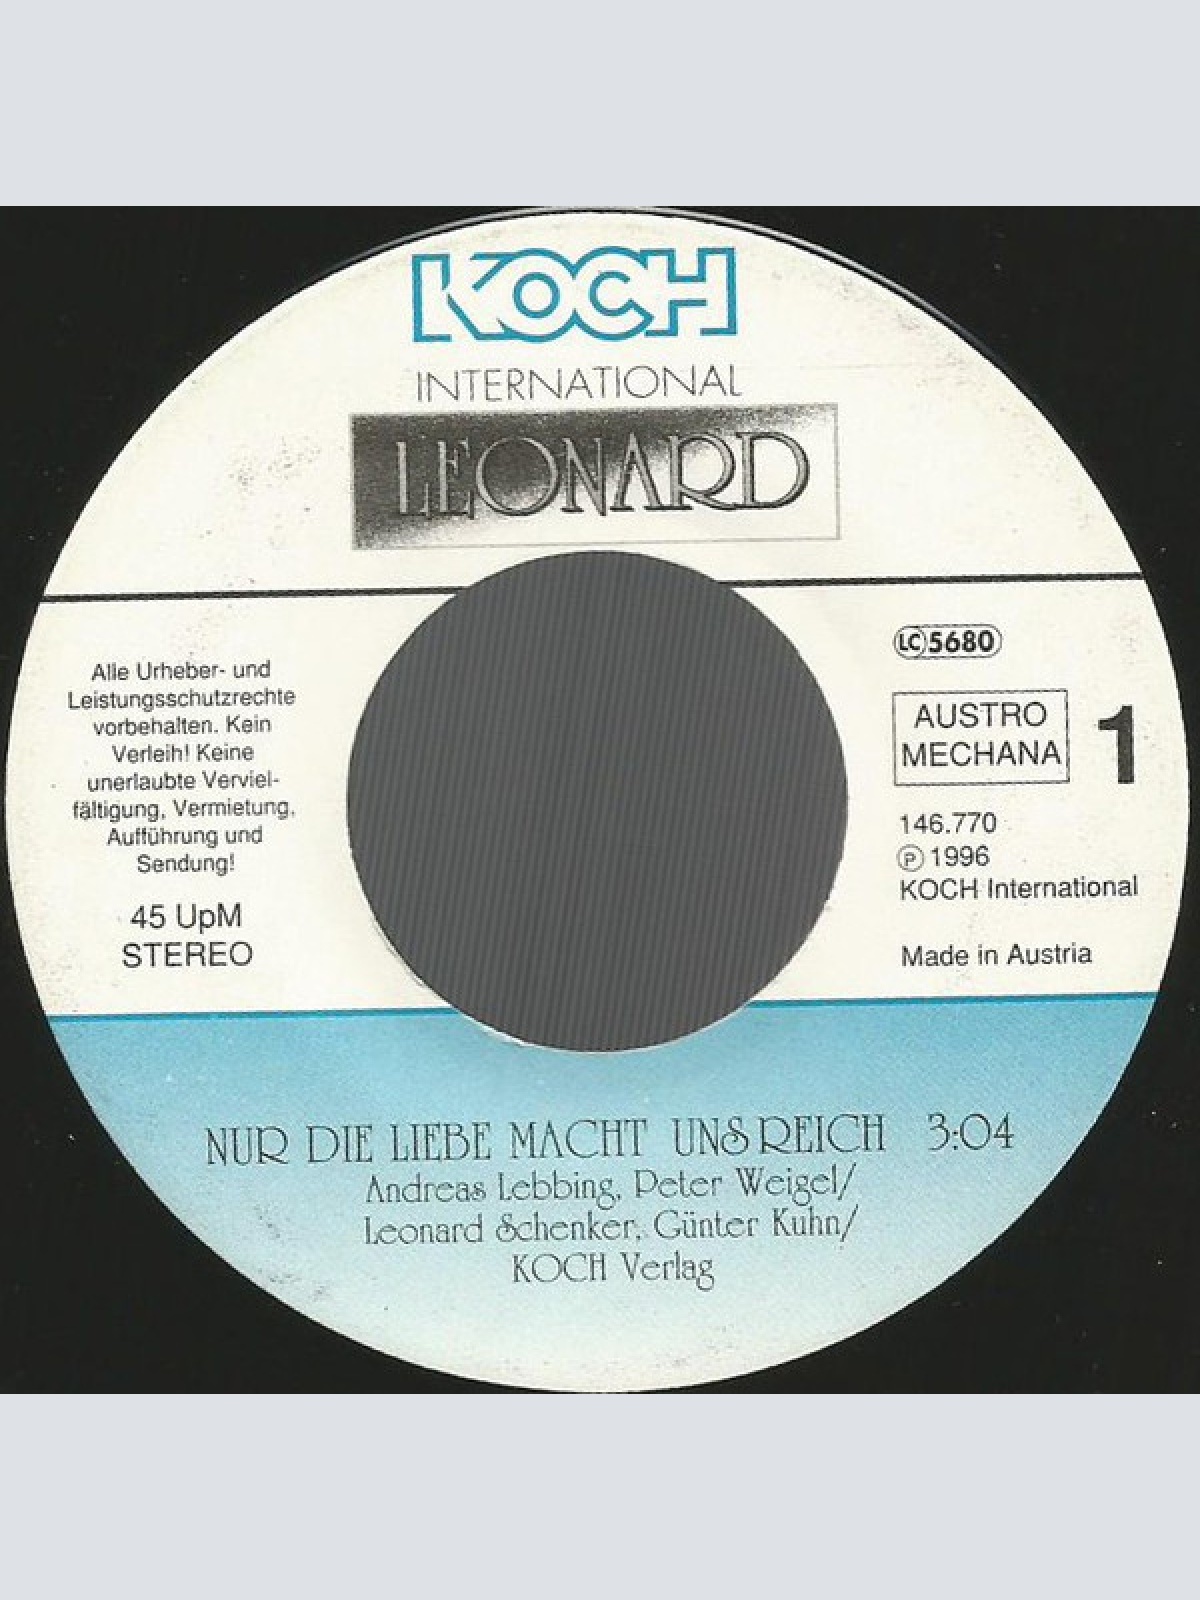 KOCH
INTERNATIONAL
LEONARD
Alle Urheber- und
Leistungsschutzrechte
vorbehalten. Kein
Verleih! Keine
unerlaubte Verviel-
fältigung, Vermietung,
Aufführung und
Sendung!
45 UpM
STEREO
LC 5680
AUSTRO
MECHANA
1
146.770
Ⓟ 1996
KOCH International
Made in Austria
NUR DIE LIEBE MACHT UNS REICH 3:04
Andreas Lebbing, Peter Weigel/
Leonard Schenker, Günter Kuhn/
KOCH Verlag